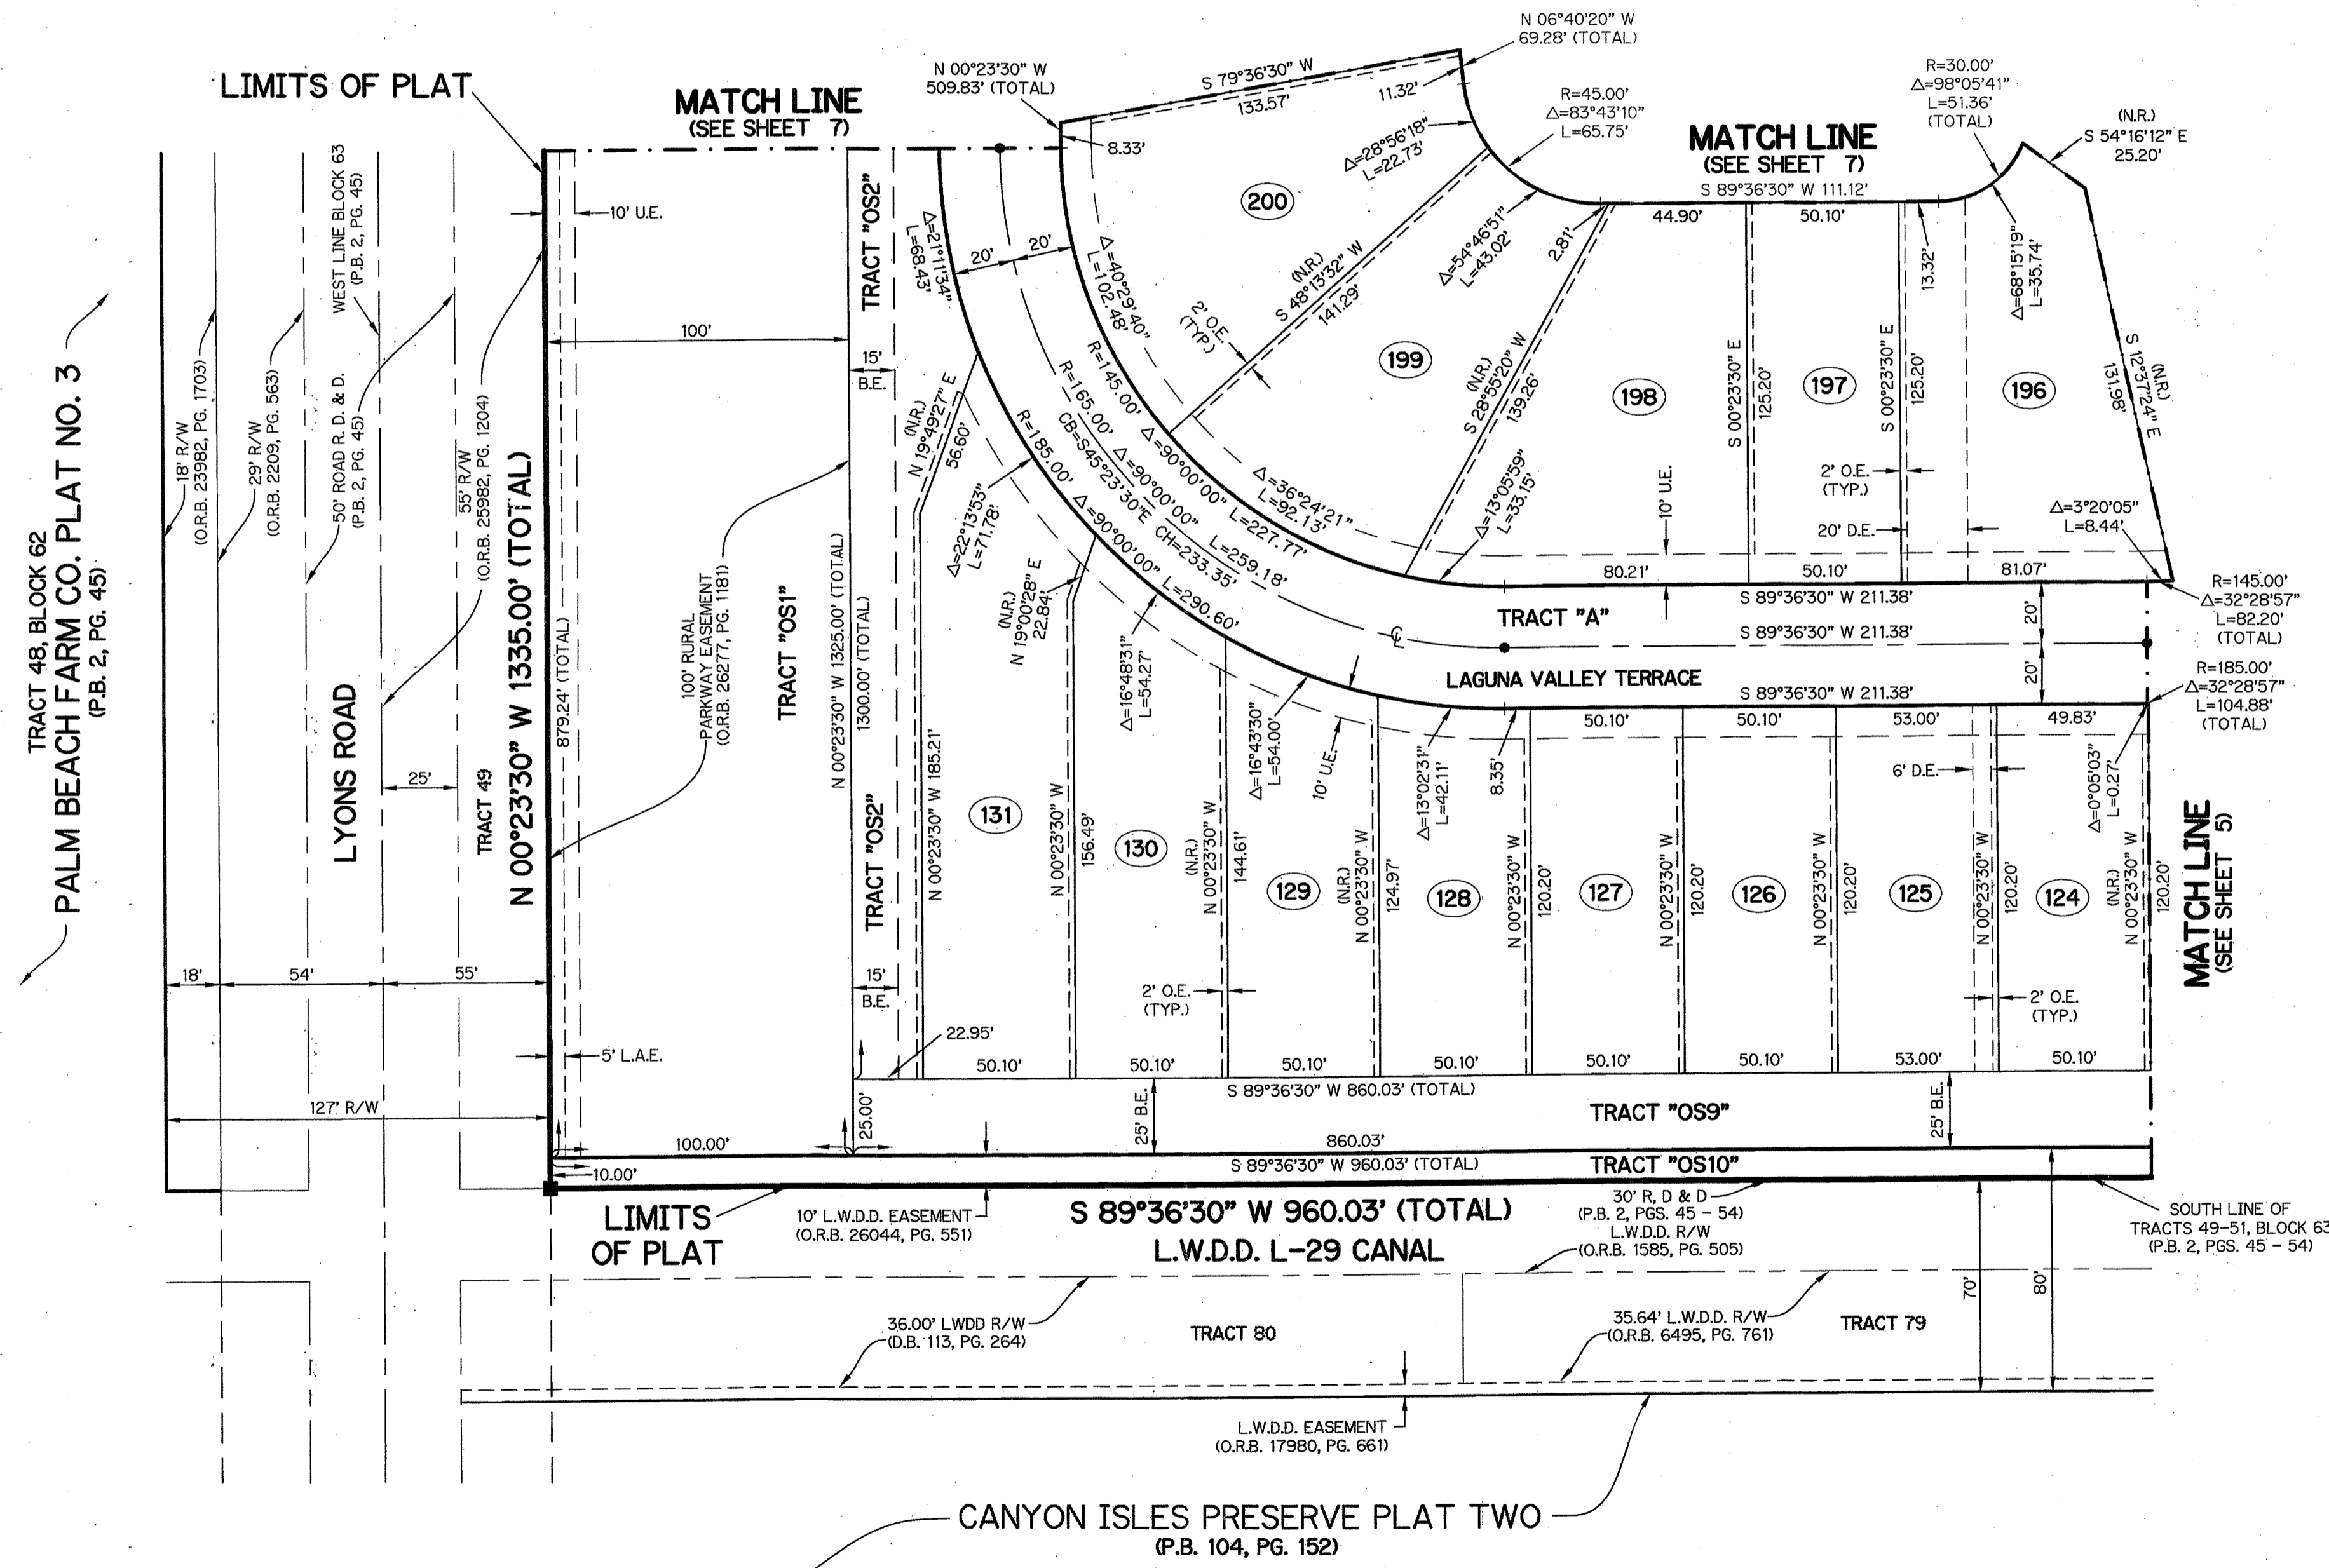 N 06°40'20" W
69.28' (TOTAL)
N 00°23'30" W
509.83' (TOTAL)
S 79°36'30" W
133.57'
11.32'
R=45.00'
Δ=83°43'10"
L=65.75'
R=30.00'
Δ=98°05'41"
L=51.36'
(TOTAL)
(N.R.)
S 54°16'12" E
25.20'
LIMITS OF PLAT
MATCH LINE
(SEE SHEET 7)
MATCH LINE
(SEE SHEET 7)
S 89°36'30" W 111.12'
8.33'
Δ=28°56'18"
L=22.73'
44.90'
50.10'
10' U.E.
WEST LINE BLOCK 63
(P.B. 2, PG. 45)
TRACT "OS2"
Δ=21°11'34"
L=68.43'
20'
20'
Δ=40°29'40"
L=102.48'
200
(N.R.)
S 48°13'32" W
141.29'
2' O.E.
(TYP.)
Δ=54°46'51"
L=43.02'
2.81'
13.32'
Δ=68°15'19"
L=35.74'
100'
15'
B.E.
199
(N.R.)
S 28°55'20" W
139.26'
198
S 00°23'30" E
125.20'
197
S 00°23'30" E
125.20'
196
(N.R.)
S 12°37'24" E
131.98'
TRACT 48, BLOCK 62
PALM BEACH FARM CO. PLAT NO. 3
(P.B. 2, PG. 45)
18' R/W
(O.R.B. 23982, PG. 1703)
29' R/W
(O.R.B. 2209, PG. 563)
50' ROAD R. D. & D.
(P.B. 2, PG. 45)
55' R/W
(O.R.B. 25982, PG. 1204)
LYONS ROAD
TRACT 49
N 00°23'30" W 1335.00' (TOTAL)
879.24' (TOTAL)
100' RURAL
PARKWAY EASEMENT
(O.R.B. 26277, PG. 1181)
TRACT "OS1"
N 00°23'30" W 1325.00' (TOTAL)
1300.00' (TOTAL)
TRACT "OS2"
(N.R.)
N 19°49'27" E
56.60'
Δ=22°13'53"
L=71.78'
R=145.00' Δ=90°00'00" L=227.77'
R=165.00' Δ=90°00'00" L=259.18'
CB=S45°23'30"E CH=233.35'
R=185.00' Δ=90°00'00" L=290.60'
Δ=36°24'21"
L=92.13'
Δ=13°05'59"
L=33.15'
10' U.E.
2' O.E.
(TYP.)
20' D.E.
Δ=3°20'05"
L=8.44'
80.21'
50.10'
81.07'
S 89°36'30" W 211.38'
TRACT "A"
S 89°36'30" W 211.38'
20'
20'
R=145.00'
Δ=32°28'57"
L=82.20'
(TOTAL)
LAGUNA VALLEY TERRACE
S 89°36'30" W 211.38'
R=185.00'
Δ=32°28'57"
L=104.88'
(TOTAL)
(N.R.)
N 19°00'28" E
22.84'
Δ=16°48'31"
L=54.27'
Δ=16°43'30"
L=54.00'
10' U.E.
Δ=13°02'31"
L=42.11'
8.35'
50.10'
50.10'
53.00'
49.83'
6' D.E.
Δ=0°05'03"
L=0.27'
25'
131
N 00°23'30" W 185.21'
N 00°23'30" W
156.49'
130
(N.R.)
N 00°23'30" W
144.61'
129
(N.R.)
N 00°23'30" W
124.97'
128
N 00°23'30" W
120.20'
127
N 00°23'30" W
120.20'
126
N 00°23'30" W
120.20'
125
N 00°23'30" W
120.20'
124
(N.R.)
N 00°23'30" W
120.20'
MATCH LINE
(SEE SHEET 5)
18'
54'
55'
15'
B.E.
2' O.E.
(TYP.)
2' O.E.
(TYP.)
22.95'
5' L.A.E.
50.10'
50.10'
50.10'
50.10'
50.10'
50.10'
53.00'
50.10'
S 89°36'30" W 860.03' (TOTAL)
127' R/W
25.00'
25' B.E.
TRACT "OS9"
25' B.E.
100.00'
860.03'
10.00'
S 89°36'30" W 960.03' (TOTAL)
TRACT "OS10"
LIMITS
OF PLAT
10' L.W.D.D. EASEMENT
(O.R.B. 26044, PG. 551)
S 89°36'30" W 960.03' (TOTAL)
L.W.D.D. L-29 CANAL
30' R, D & D
(P.B. 2, PGS. 45 - 54)
L.W.D.D. R/W
(O.R.B. 1585, PG. 505)
SOUTH LINE OF
TRACTS 49-51, BLOCK 63
(P.B. 2, PGS. 45 - 54)
70'
80'
36.00' LWDD R/W
(D.B. 113, PG. 264)
TRACT 80
35.64' L.W.D.D. R/W
(O.R.B. 6495, PG. 761)
TRACT 79
L.W.D.D. EASEMENT
(O.R.B. 17980, PG. 661)
CANYON ISLES PRESERVE PLAT TWO
(P.B. 104, PG. 152)